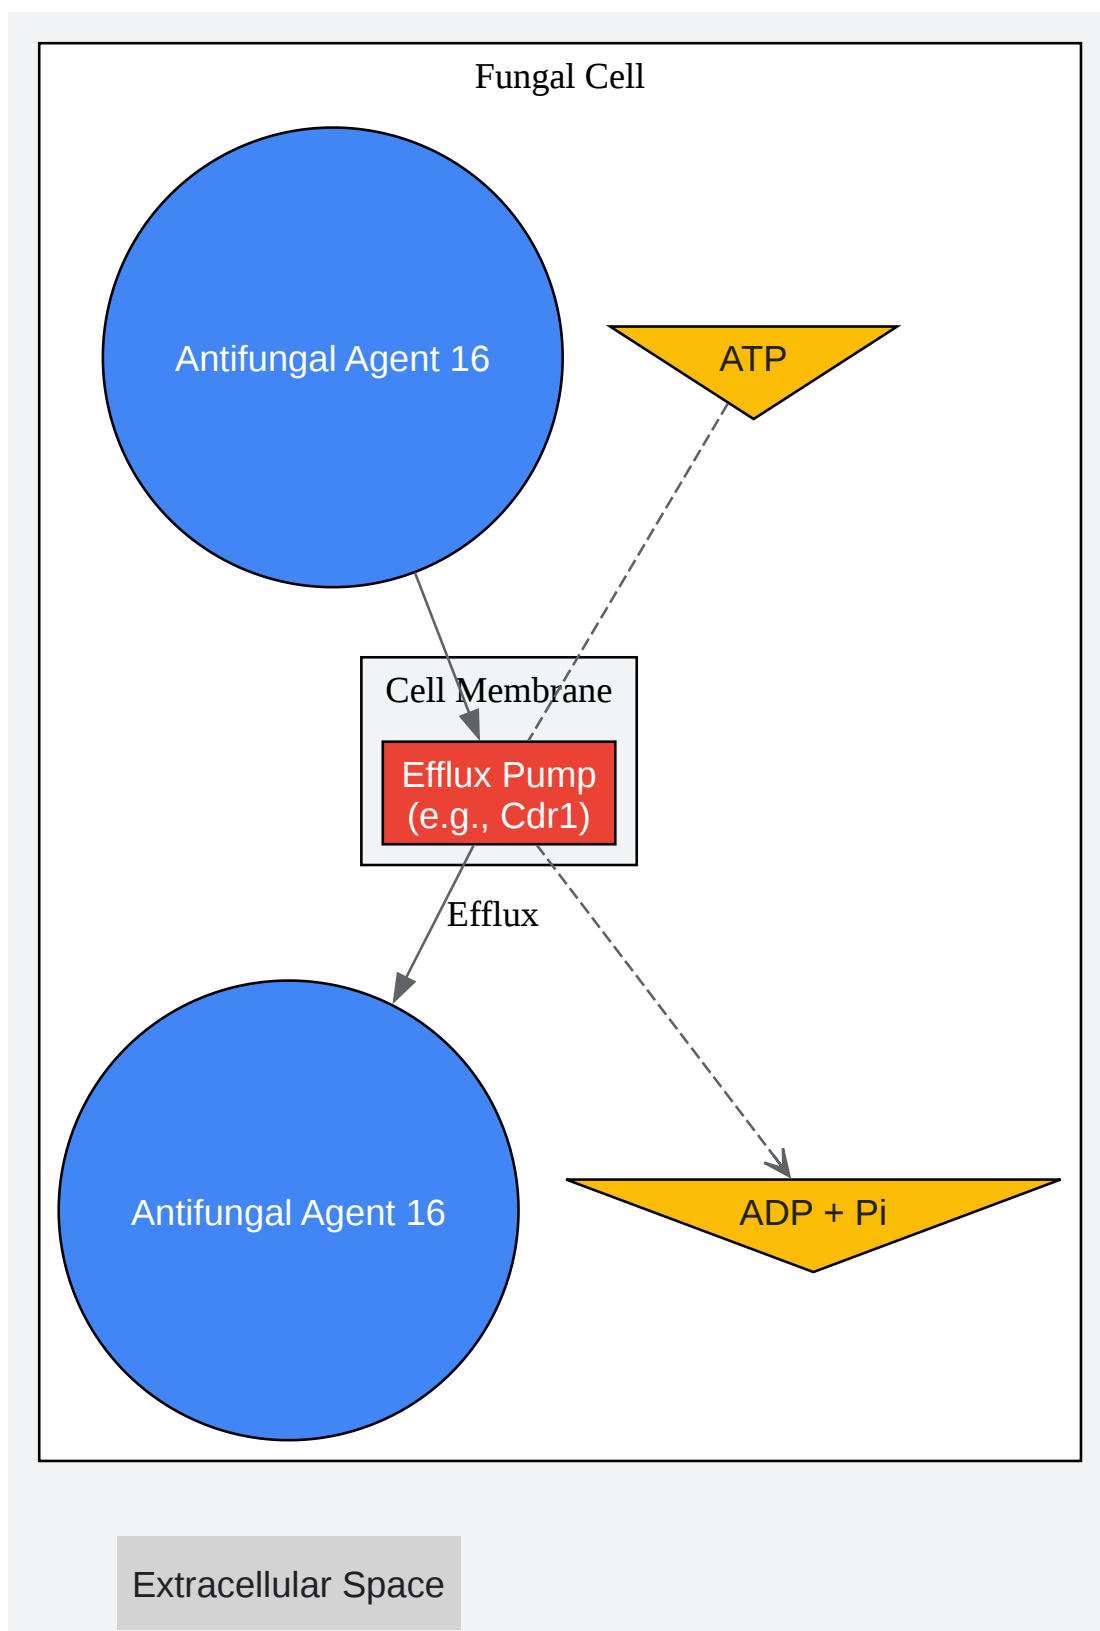 Fungal Cell
Antifungal Agent 16
ATP
Cell Membrane
Efflux Pump
(e.g., Cdr1)
Efflux
Antifungal Agent 16
ADP + Pi
Extracellular Space